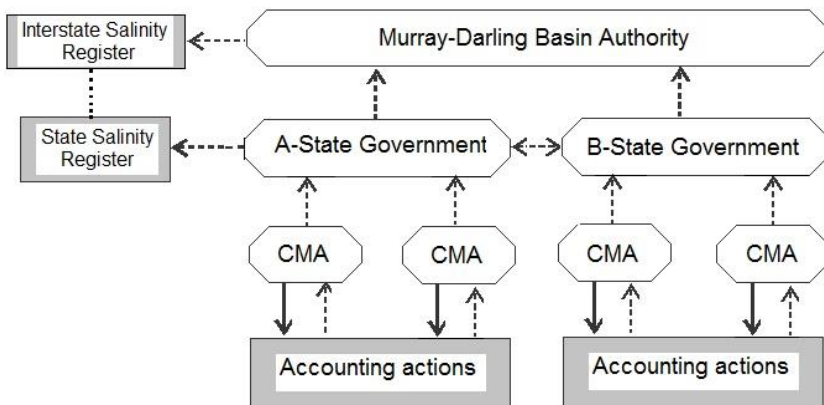 Interstate Salinity
Register
Murray-Darling Basin Authority
State Salinity
Register
A-State Government
B-State Government
CMA
CMA
CMA
CMA
Accounting actions
Accounting actions